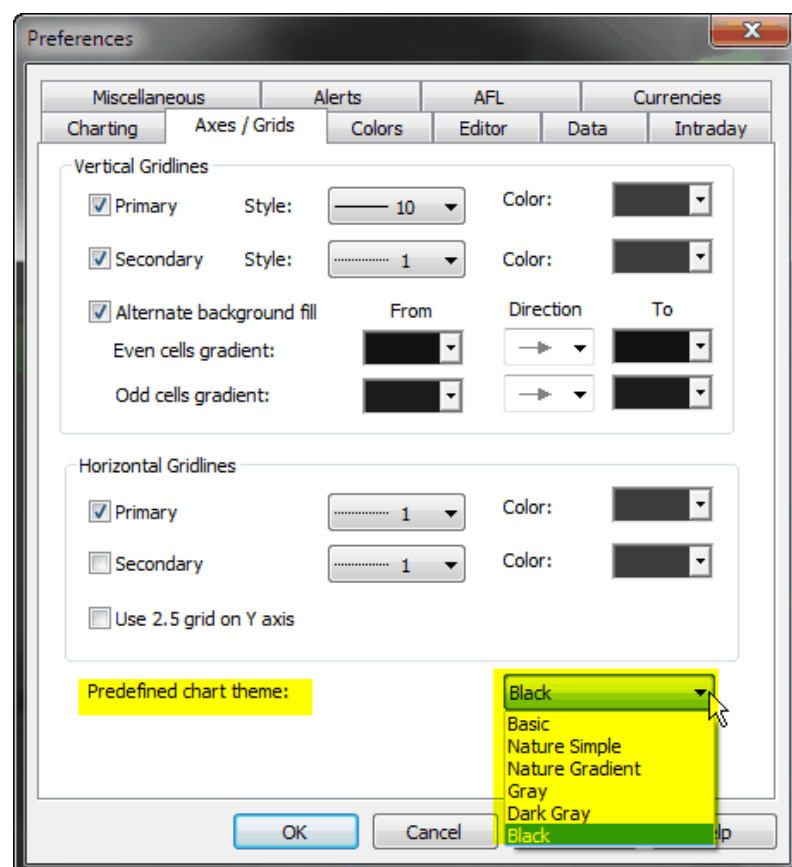 Preferences
X
Miscellaneous Alerts AFL Currencies
Charting Axes / Grids Colors Editor Data Intraday
Vertical Gridlines
Primary Style: 10 Color:
Secondary Style: 1 Color:
Alternate background fill From Direction To
Even cells gradient:
Odd cells gradient:
Horizontal Gridlines
Primary 1 Color:
Secondary 1 Color:
Use 2.5 grid on Y axis
Predefined chart theme: Black
Basic
Nature Simple
Nature Gradient
Gray
Dark Gray
Black
OK Cancel